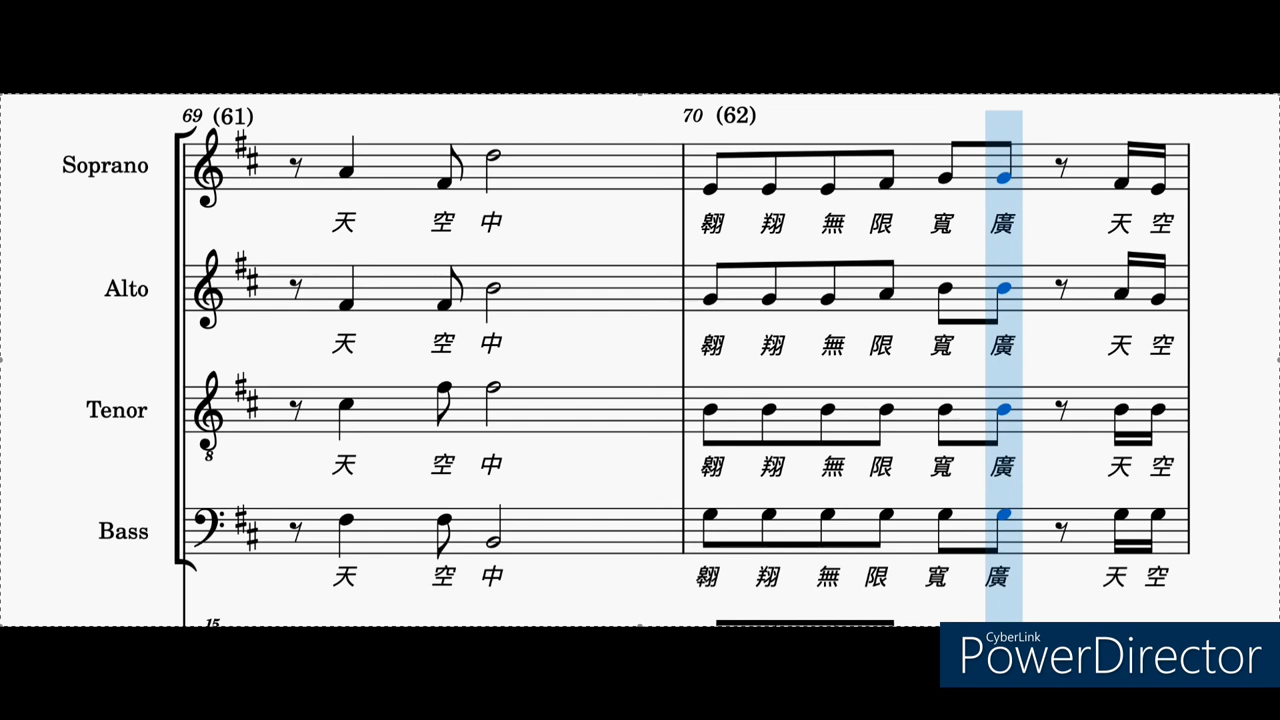 69 (61) 70 (62)
Soprano
天 空 中 翱 翔 無 限 寬 廣 天 空
Alto
天 空 中 翱 翔 無 限 寬 廣 天 空
Tenor
8
天 空 中 翱 翔 無 限 寬 廣 天 空
Bass
天 空 中 翱 翔 無 限 寬 廣 天 空
15
CyberLink
PowerDirector